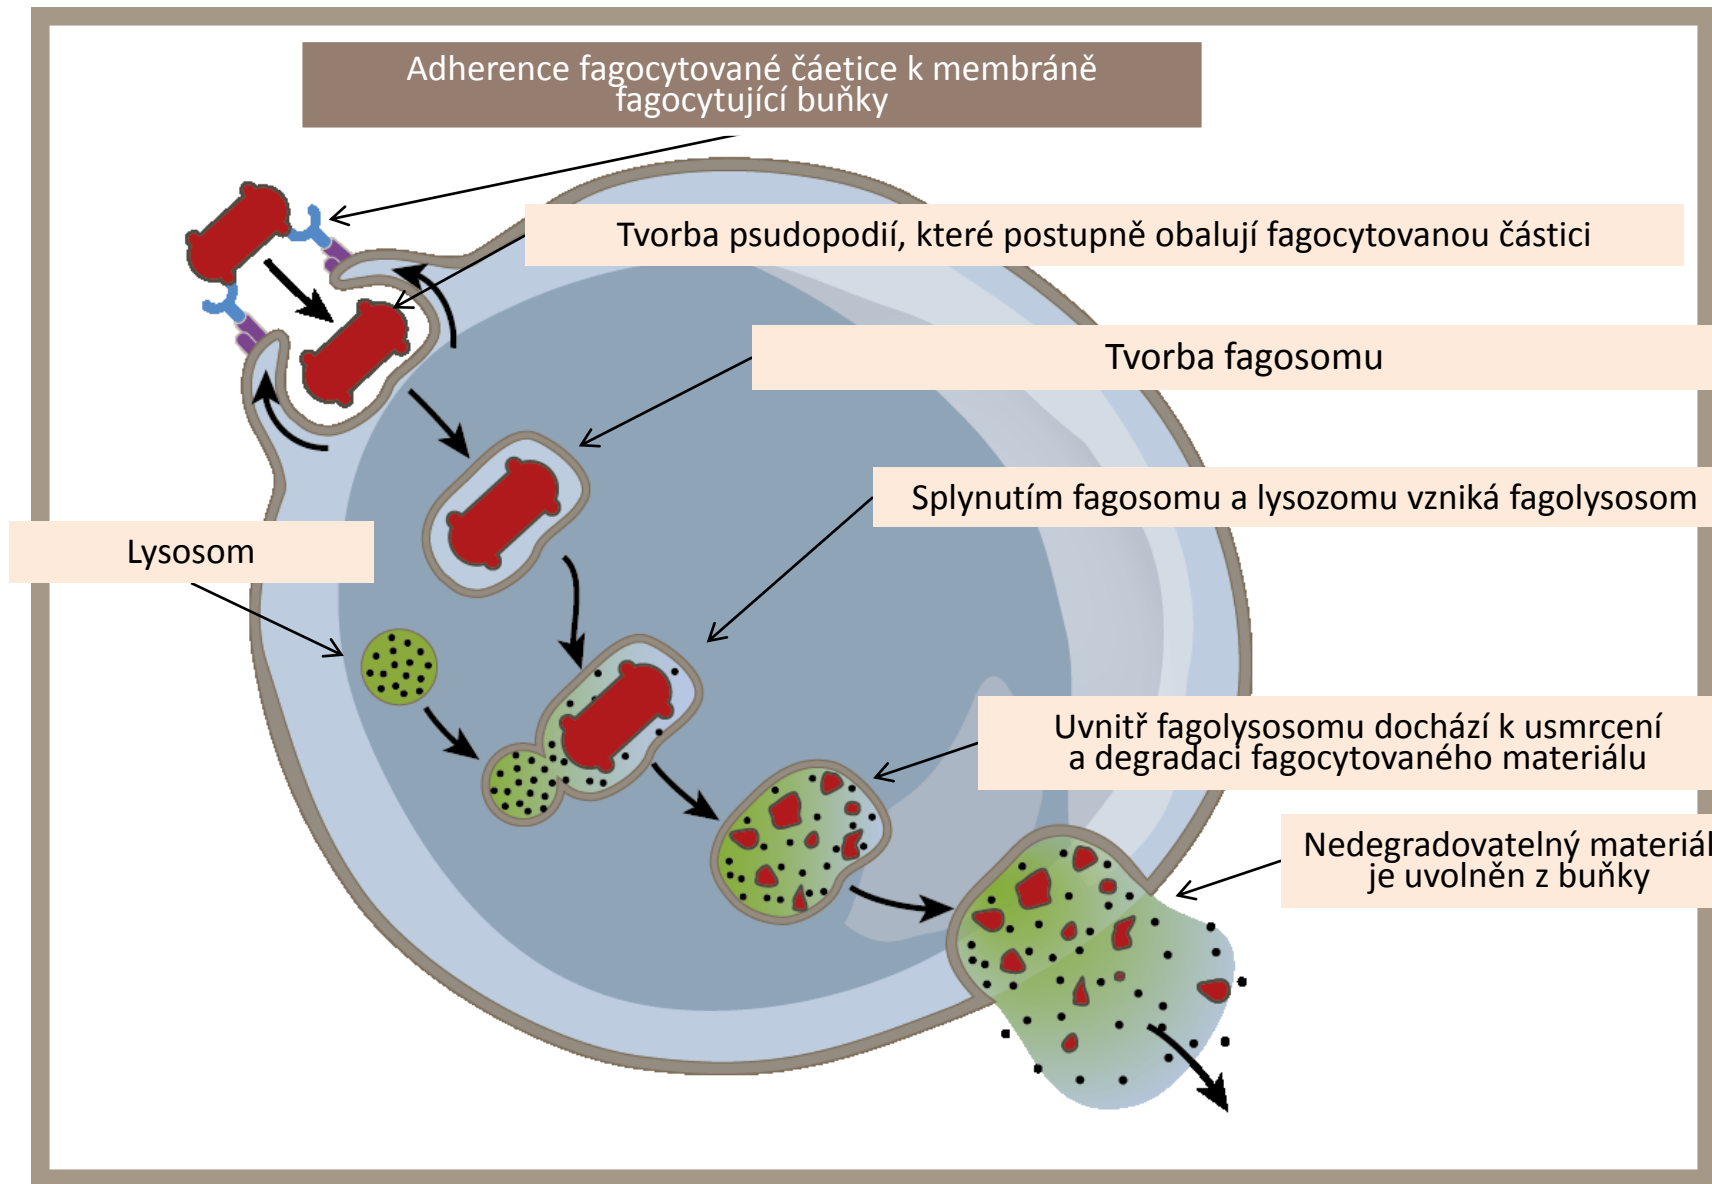 Adherence fagocytované čáetice k membráně
fagocytující buňky
Tvorba psudopodií, které postupně obalují fagocytovanou částici
Tvorba fagosomu
Splynutím fagosomu a lysozomu vzniká fagolysosom
Lysosom
Uvnitř fagolysosomu dochází k usmrcení
a degradaci fagocytovaného materiálu
Nedegradovatelný materiál
je uvolněn z buňky